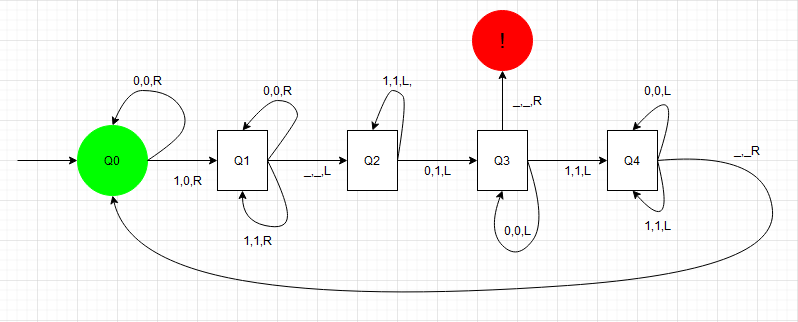 !
0,0,R
0,0,R
1,1,L,
0,0,L
_,_,R
_,_R
Q0
Q1
Q2
Q3
Q4
1,0,R
_,_,L
0,1,L
1,1,L
1,1,R
0,0,L
1,1,L